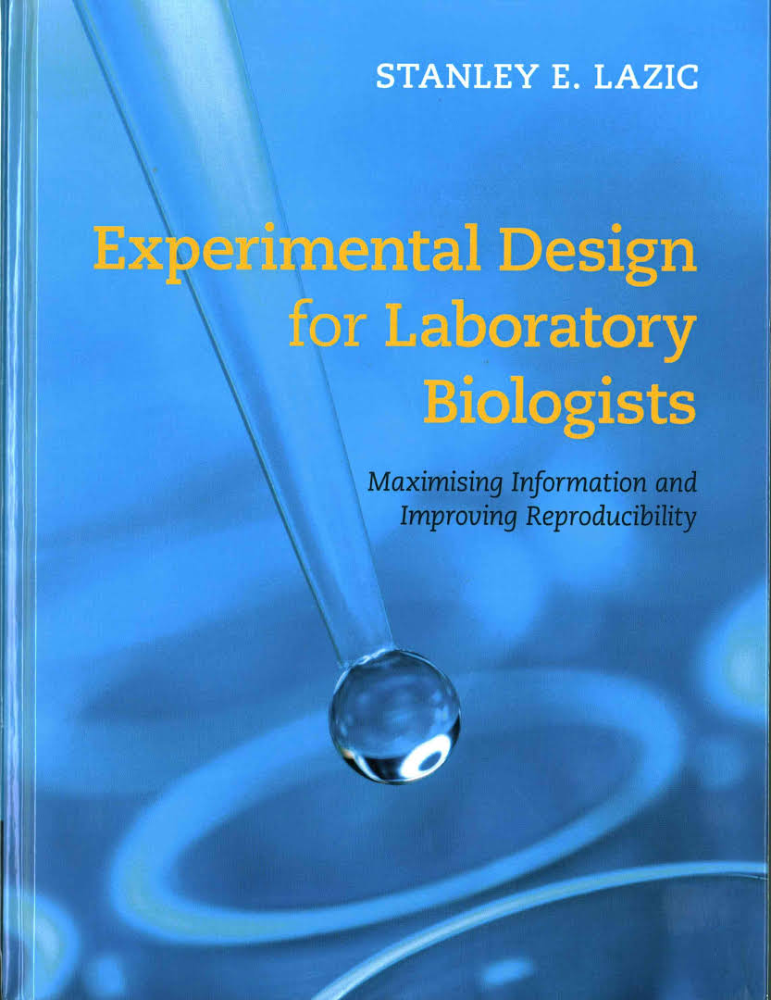 STANLEY E. LAZIC
Experimental Design
for Laboratory
Biologists
Maximising Information and
Improving Reproducibility